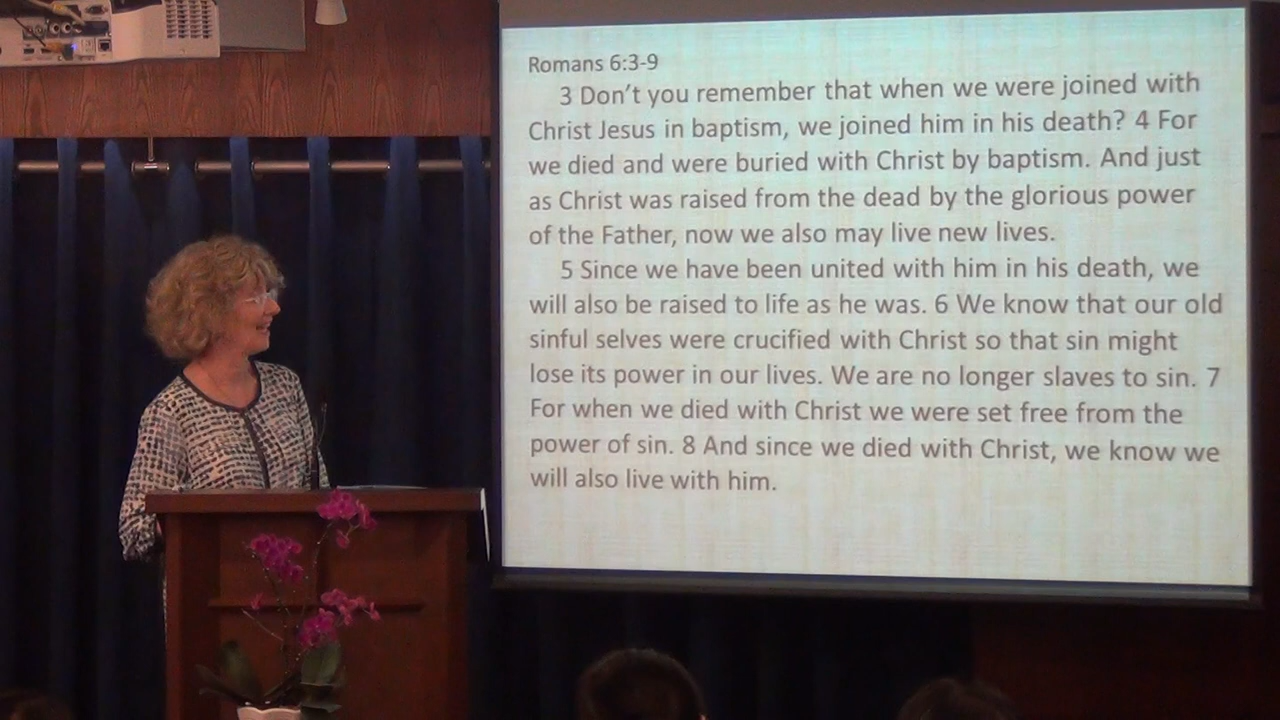 Romans 6:3-9
3 Don't you remember that when we were joined with
Christ Jesus in baptism, we joined him in his death? 4 For
we died and were buried with Christ by baptism. And just
as Christ was raised from the dead by the glorious power
of the Father, now we also may live new lives.
5 Since we have been united with him in his death, we
will also be raised to life as he was. 6 We know that our old
sinful selves were crucified with Christ so that sin might
lose its power in our lives. We are no longer slaves to sin. 7
For when we died with Christ we were set free from the
power of sin. 8 And since we died with Christ, we know we
will also live with him.